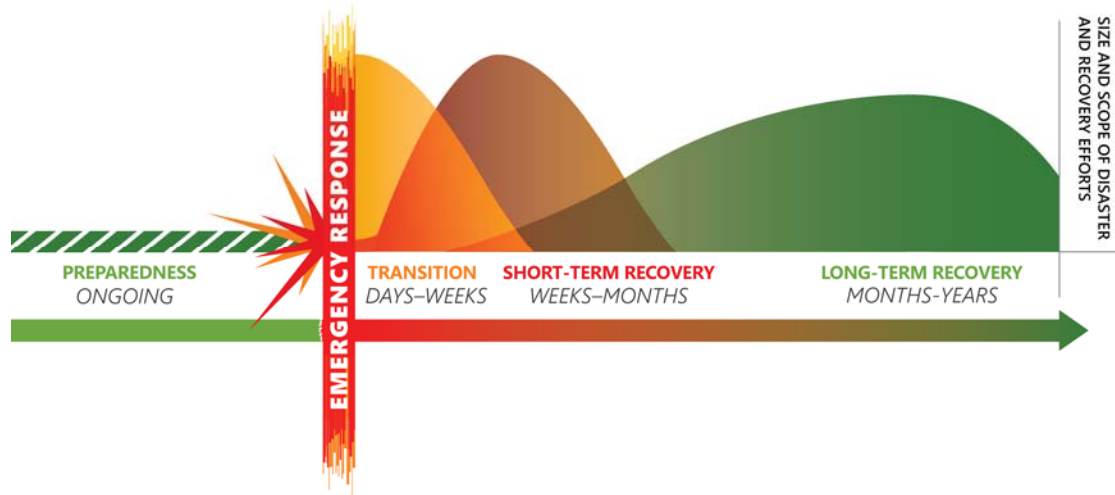 EMERGENCY RESPONSE
SIZE AND SCOPE OF DISASTER
AND RECOVERY EFFORTS
PREPAREDNESS
ONGOING
TRANSITION
DAYS–WEEKS
SHORT-TERM RECOVERY
WEEKS–MONTHS
LONG-TERM RECOVERY
MONTHS-YEARS